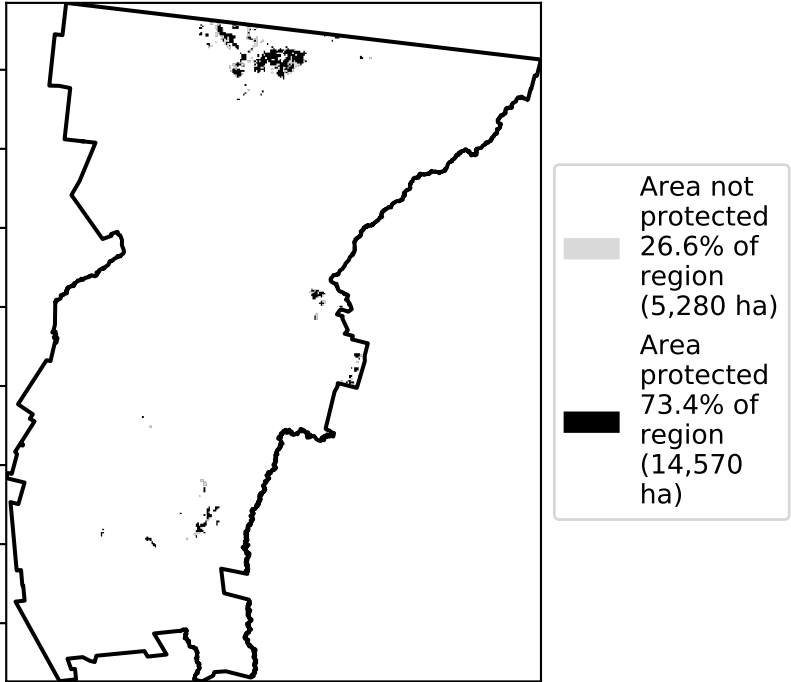 Area not
protected
26.6% of
region
(5,280 ha)
Area
protected
73.4% of
region
(14,570
ha)